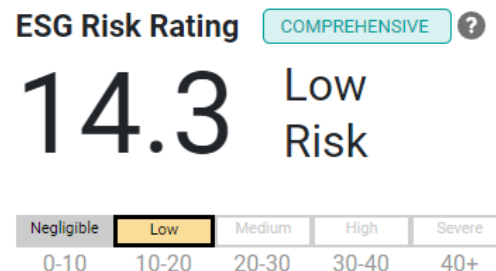 ESG Risk Rating COMPREHENSIVE ?
14.3 Low
Risk
Negligible Low Medium High Severe
0-10 10-20 20-30 30-40 40+